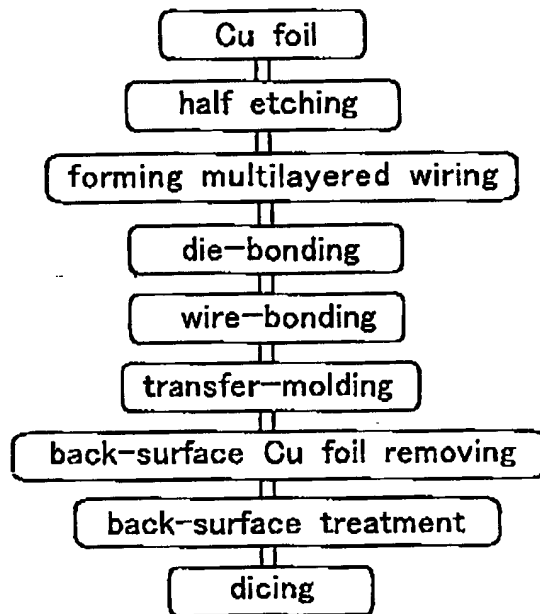 Cu foil
half etching
forming multilayered wiring
die-bonding
wire-bonding
transfer-molding
back-surface Cu foil removing
back-surface treatment
dicing